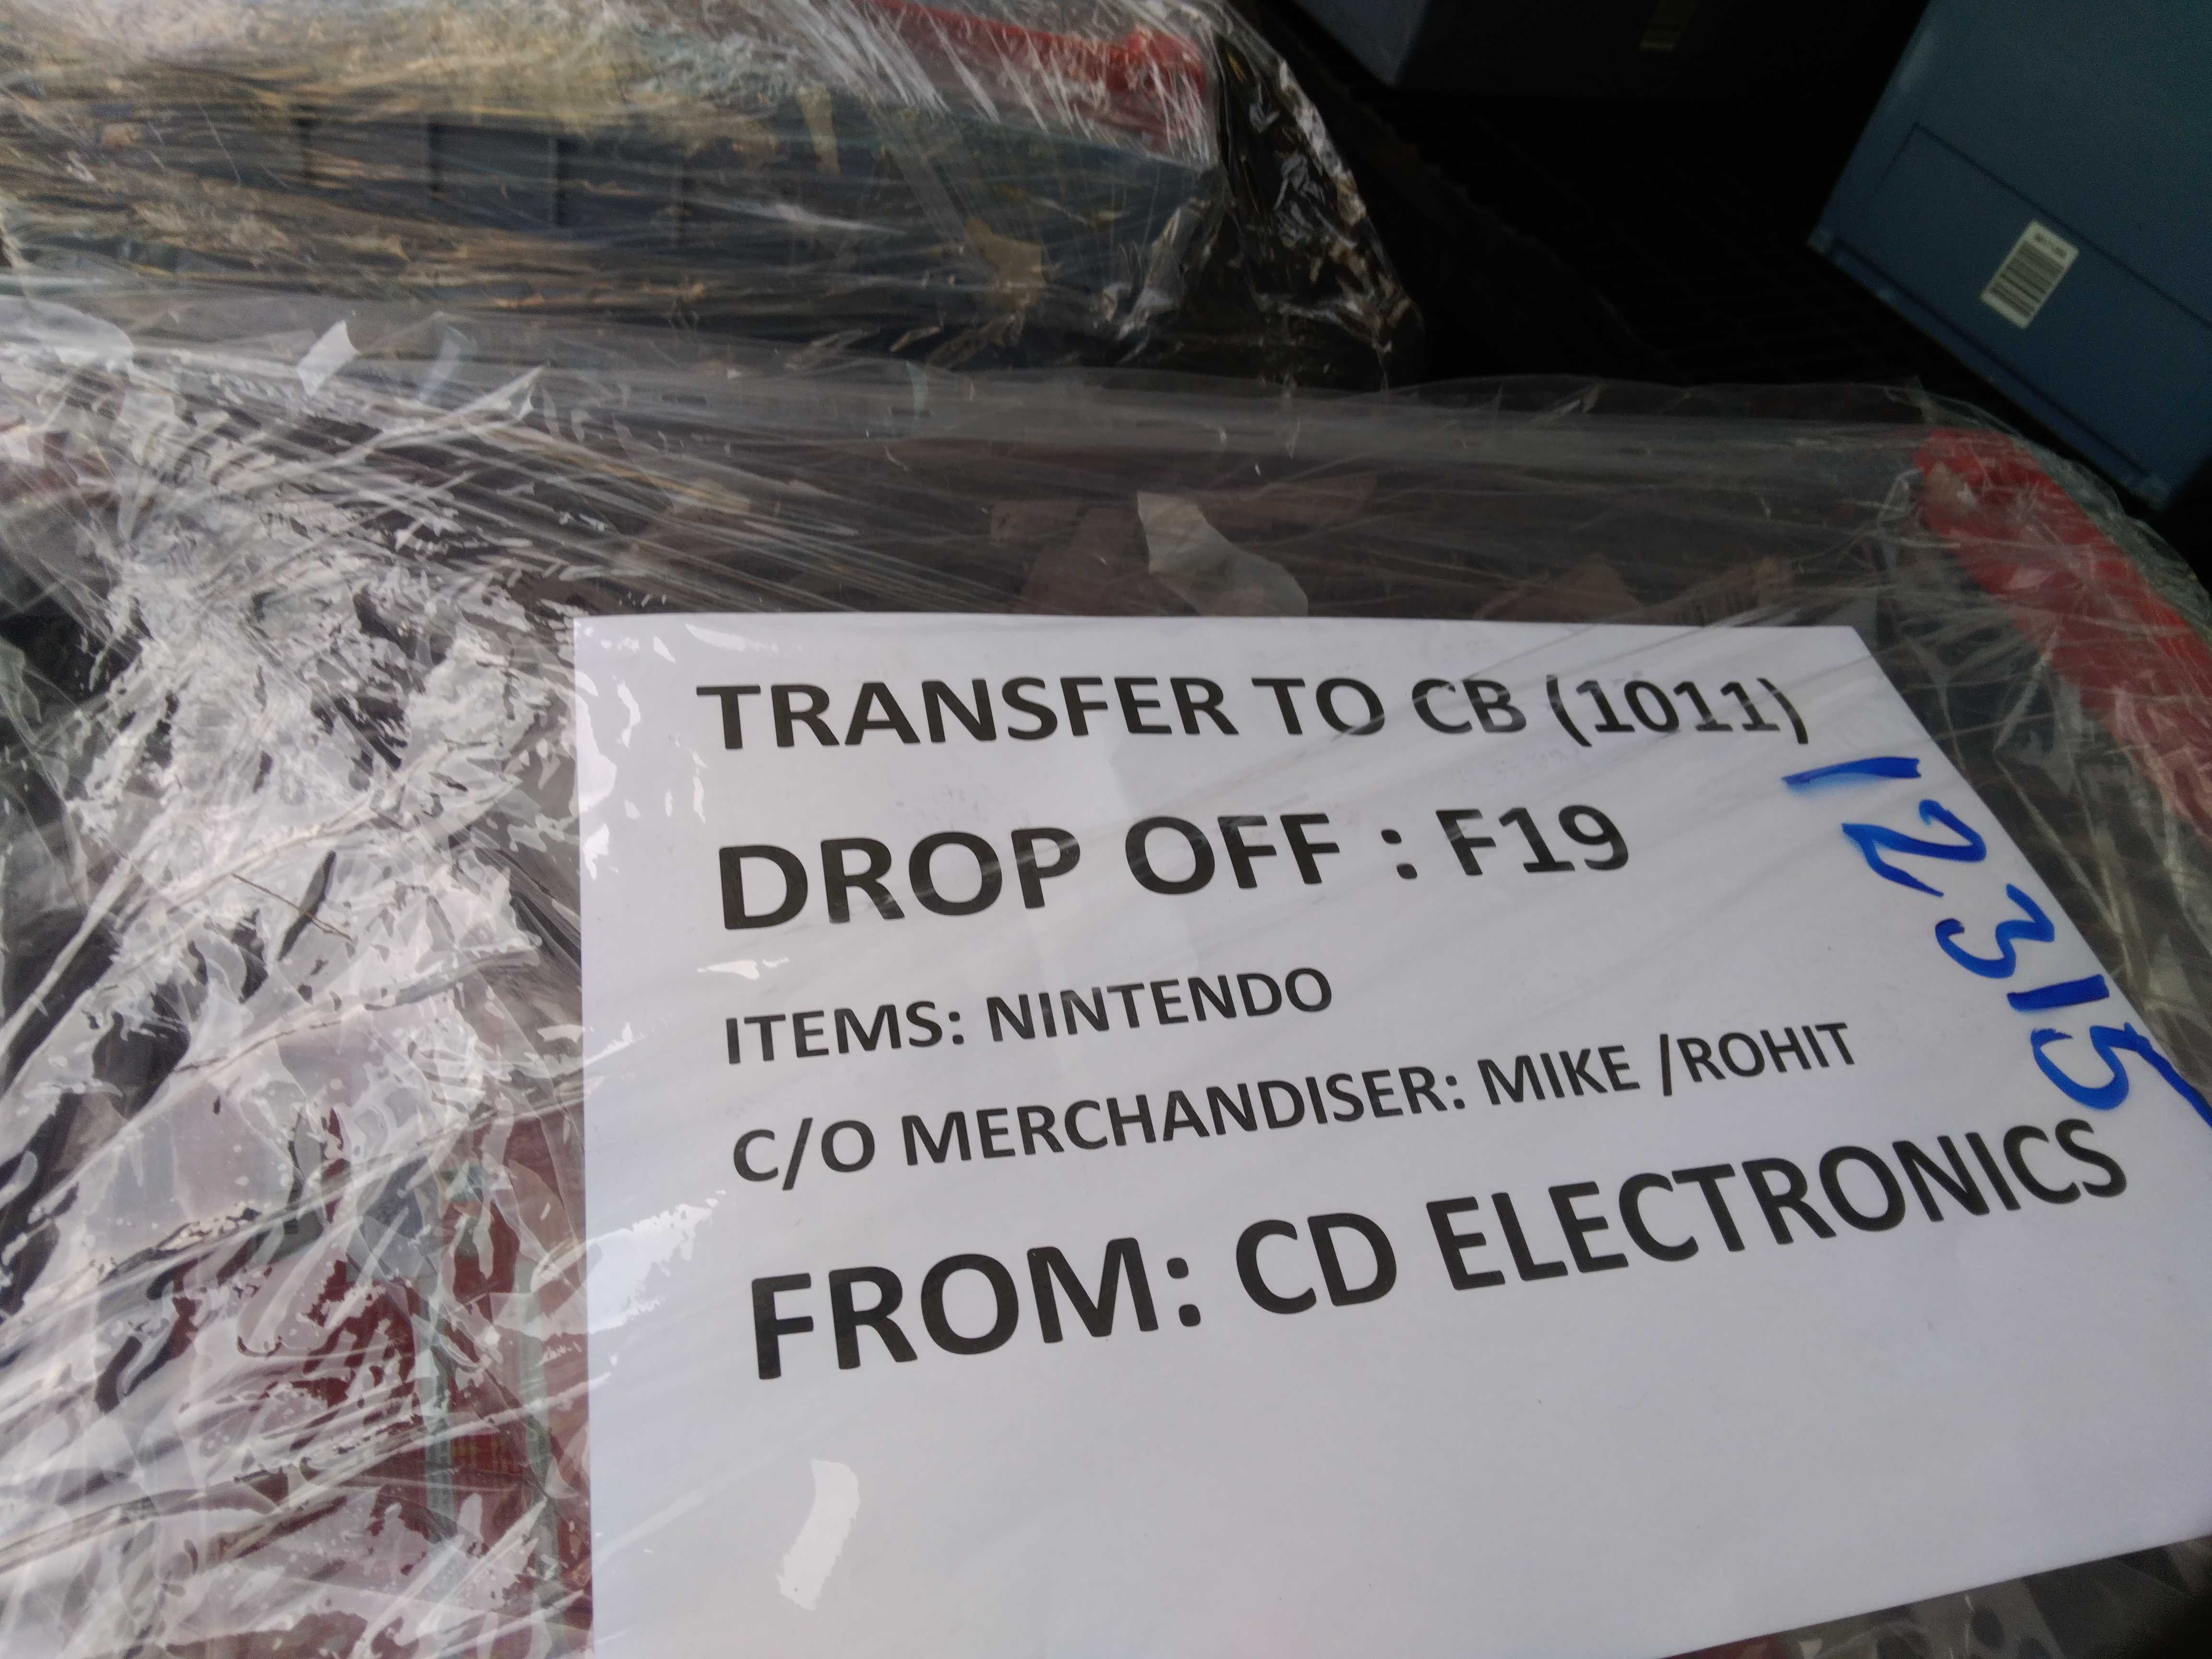 TRANSFER TO CB (1011)
DROP OFF : F19
ITEMS: NINTENDO
C/O MERCHANDISER: MIKE /ROHIT
FROM: CD ELECTRONICS
12315